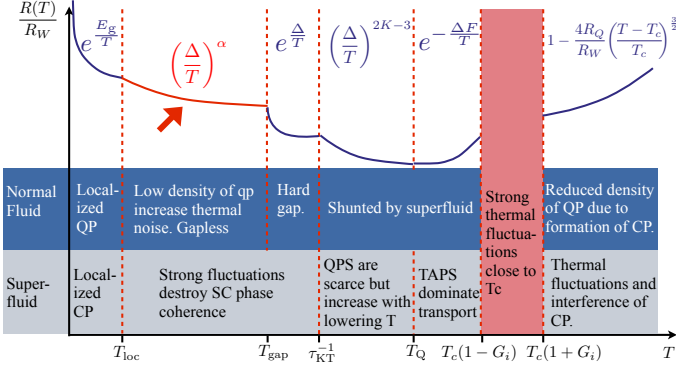 R(T)
R_W
e^{E_g/T}
(Δ/T)^α
e^{Δ/T}
(Δ/T)^{2K-3}
e^{-ΔF/T}
1 - 4R_Q/R_W ((T-T_c)/T_c)^{3/2}
Normal
Fluid
Local-
ized
QP
Low density of qp
increase thermal
noise. Gapless
Hard
gap.
Shunted by superfluid
Strong
thermal
fluctua-
tions
close to
Tc
Reduced density
of QP due to
formation of CP.
Super-
fluid
Local-
ized
CP
Strong fluctuations
destroy SC phase
coherence
QPS are
scarce but
increase with
lowering T
TAPS
dominate
transport
Thermal
fluctuations and
interference of
CP.
T_loc
T_gap
τ_KT^{-1}
T_Q
T_c(1 - G_i)
T_c(1 + G_i)
T